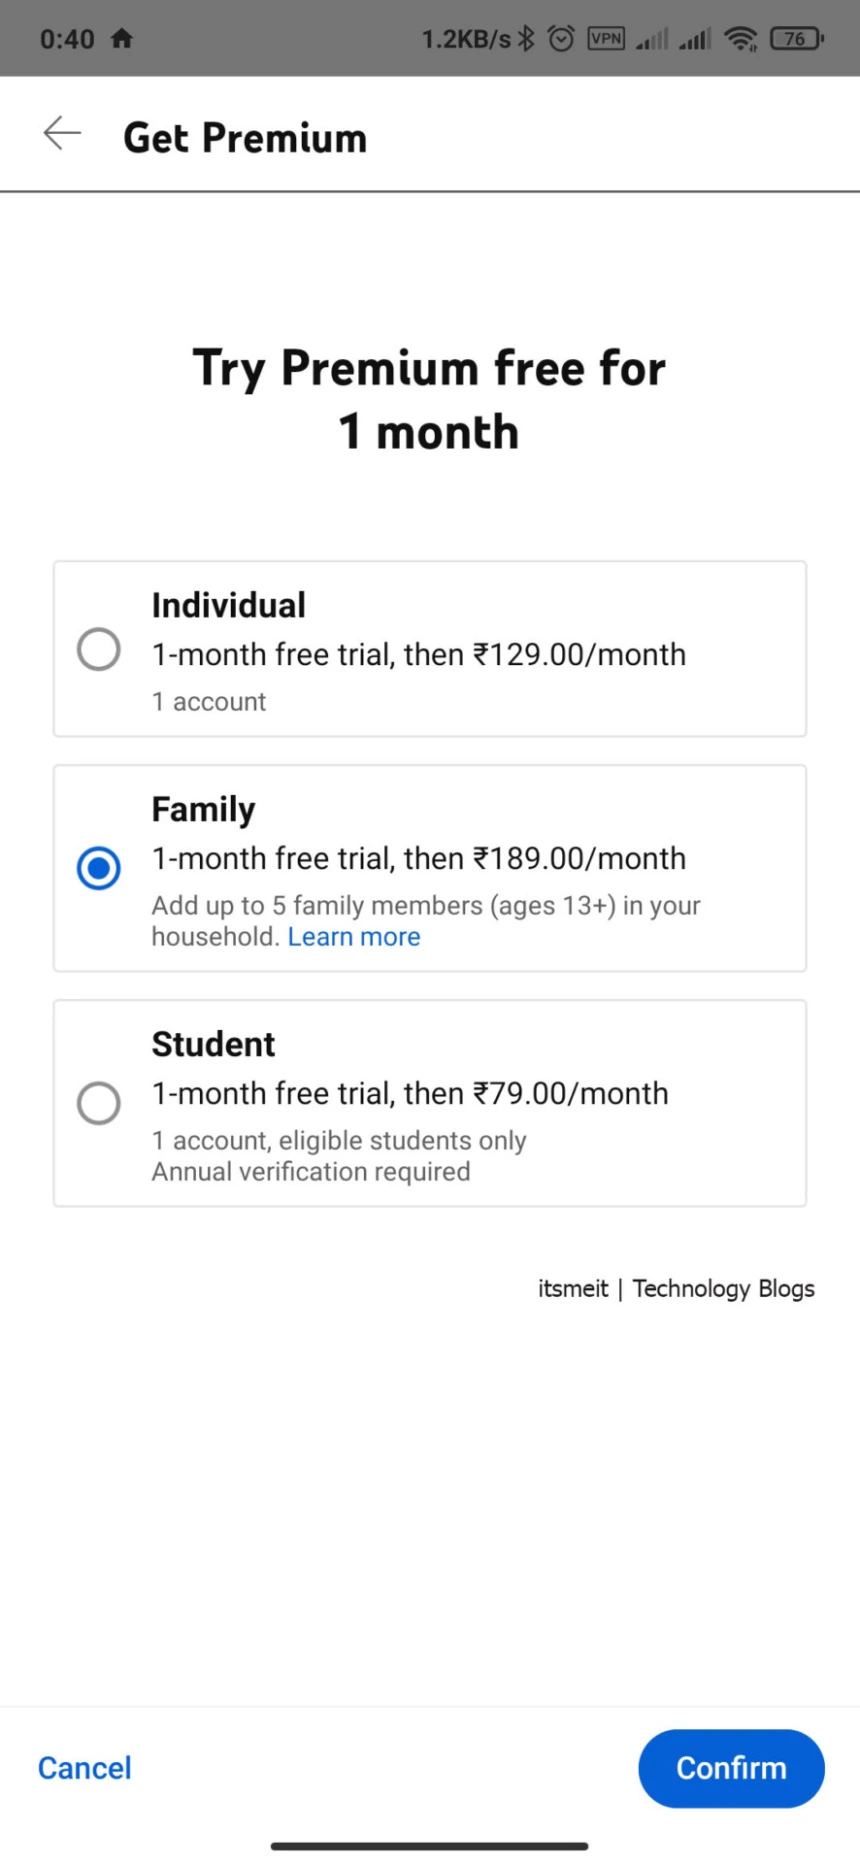 0:40 1.2KB/s VPN 76
Get Premium
Try Premium free for
1 month
Individual
1-month free trial, then ₹129.00/month
1 account
Family
1-month free trial, then ₹189.00/month
Add up to 5 family members (ages 13+) in your
household. Learn more
Student
1-month free trial, then ₹79.00/month
1 account, eligible students only
Annual verification required
itsmeit | Technology Blogs
Cancel Confirm